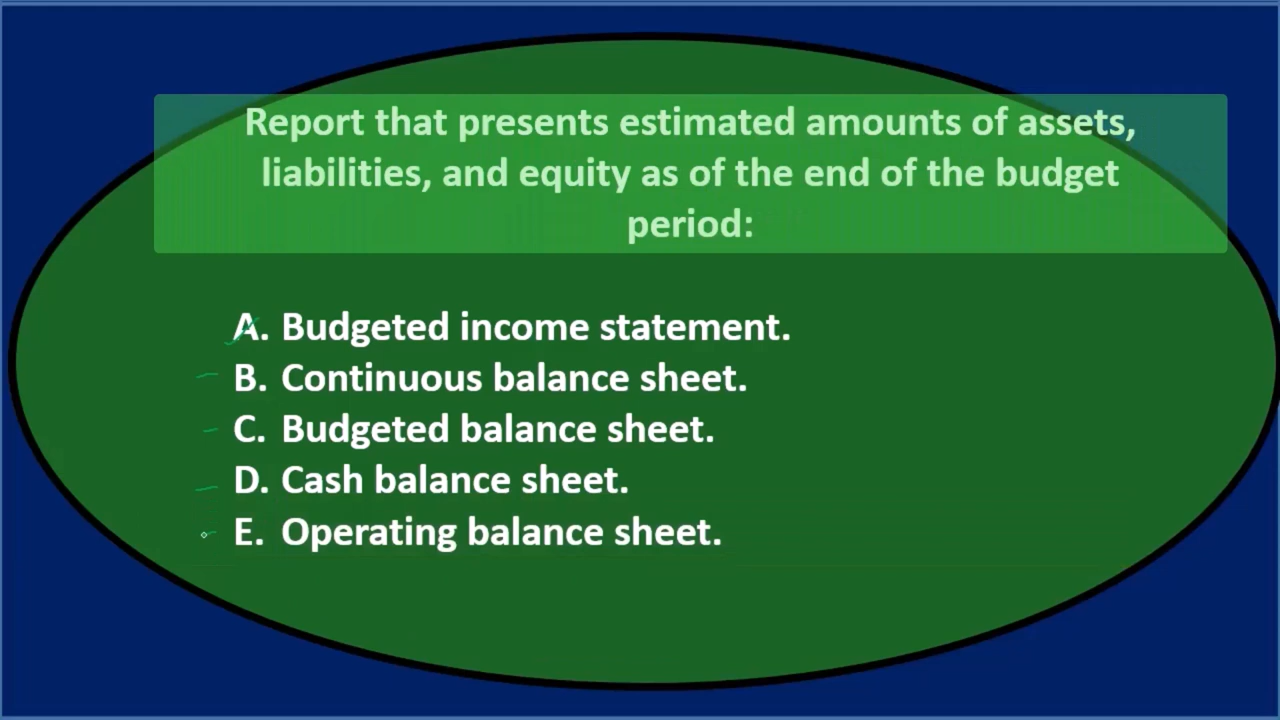 Report that presents estimated amounts of assets,
liabilities, and equity as of the end of the budget
period:
A. Budgeted income statement.
B. Continuous balance sheet.
C. Budgeted balance sheet.
D. Cash balance sheet.
E. Operating balance sheet.